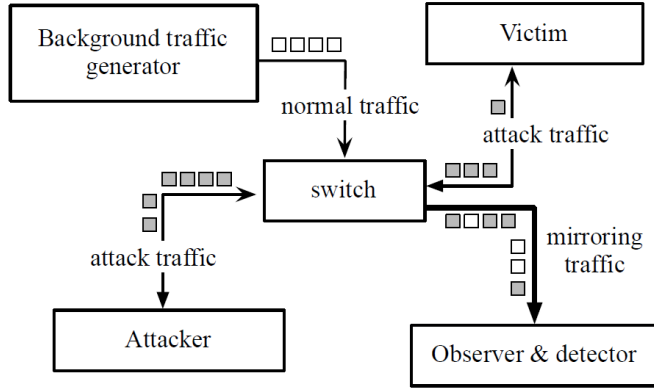 Background traffic
generator
Victim
normal traffic
attack traffic
switch
mirroring
traffic
attack traffic
Attacker
Observer & detector